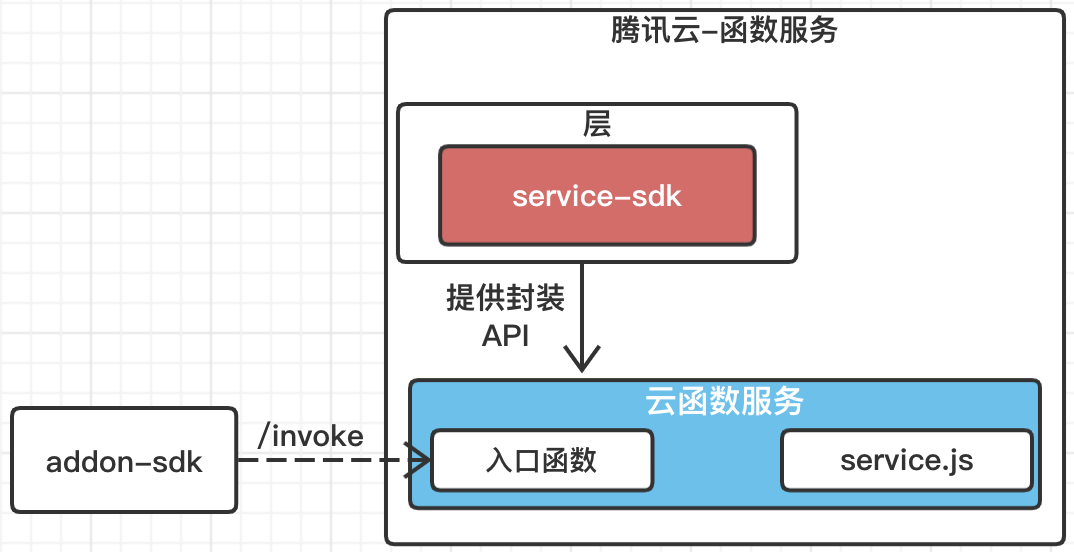 腾讯云-函数服务
层
service-sdk
提供封装
API
云函数服务
/invoke
addon-sdk
入口函数
service.js